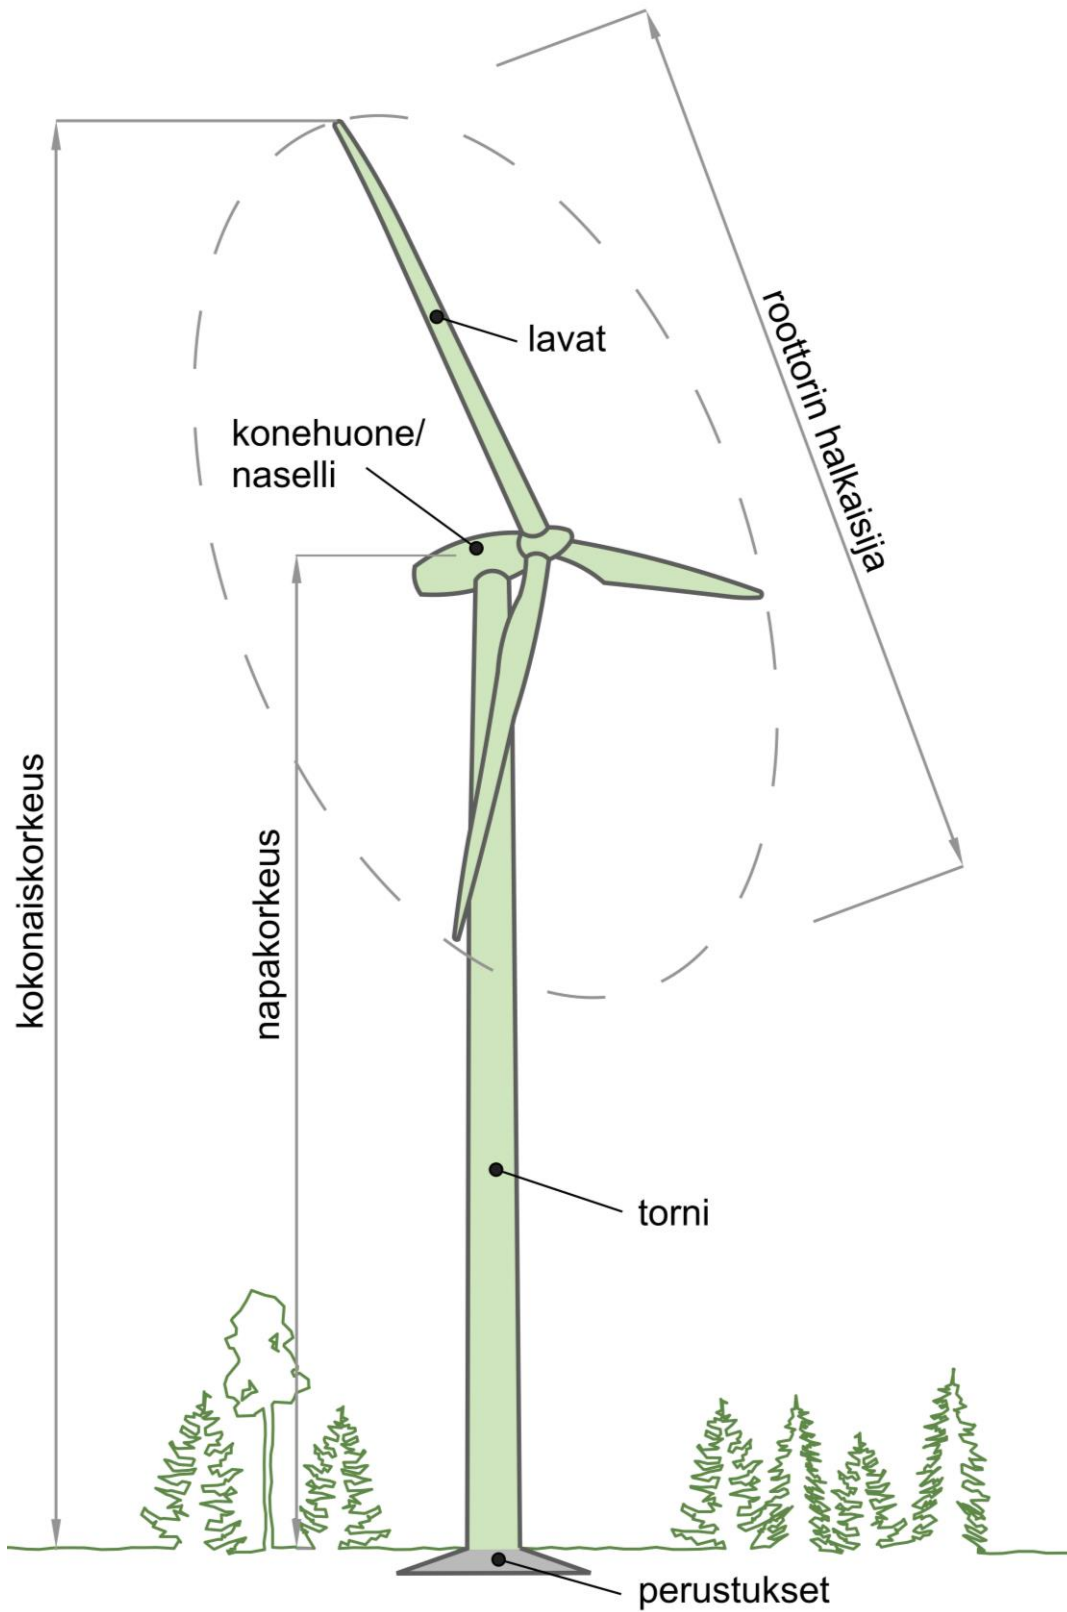 lavat
konehuone/
naselli
roottorin halkaisija
kokonaiskorkeus
napakorkeus
torni
perustukset